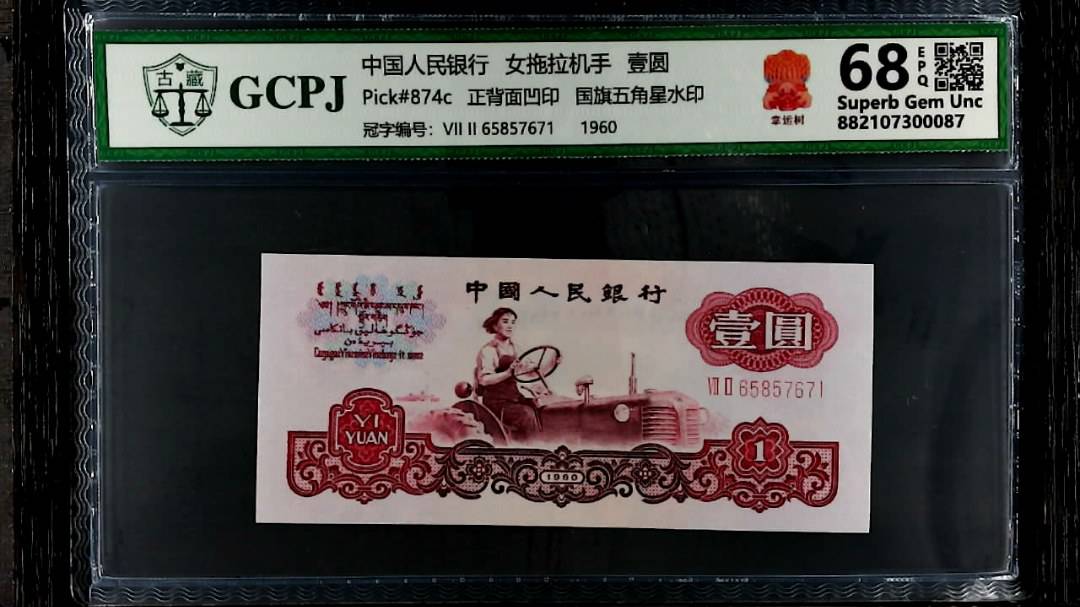 古藏
GCPJ
中国人民银行 女拖拉机手 壹圆
Pick#874c 正背面凹印 国旗五角星水印
冠字编号: VII II 65857671 1960
幸运树
68
EPQ
Superb Gem Unc
882107300087
中國人民銀行
壹圓
VII II 65857671
YI
YUAN
1960
1